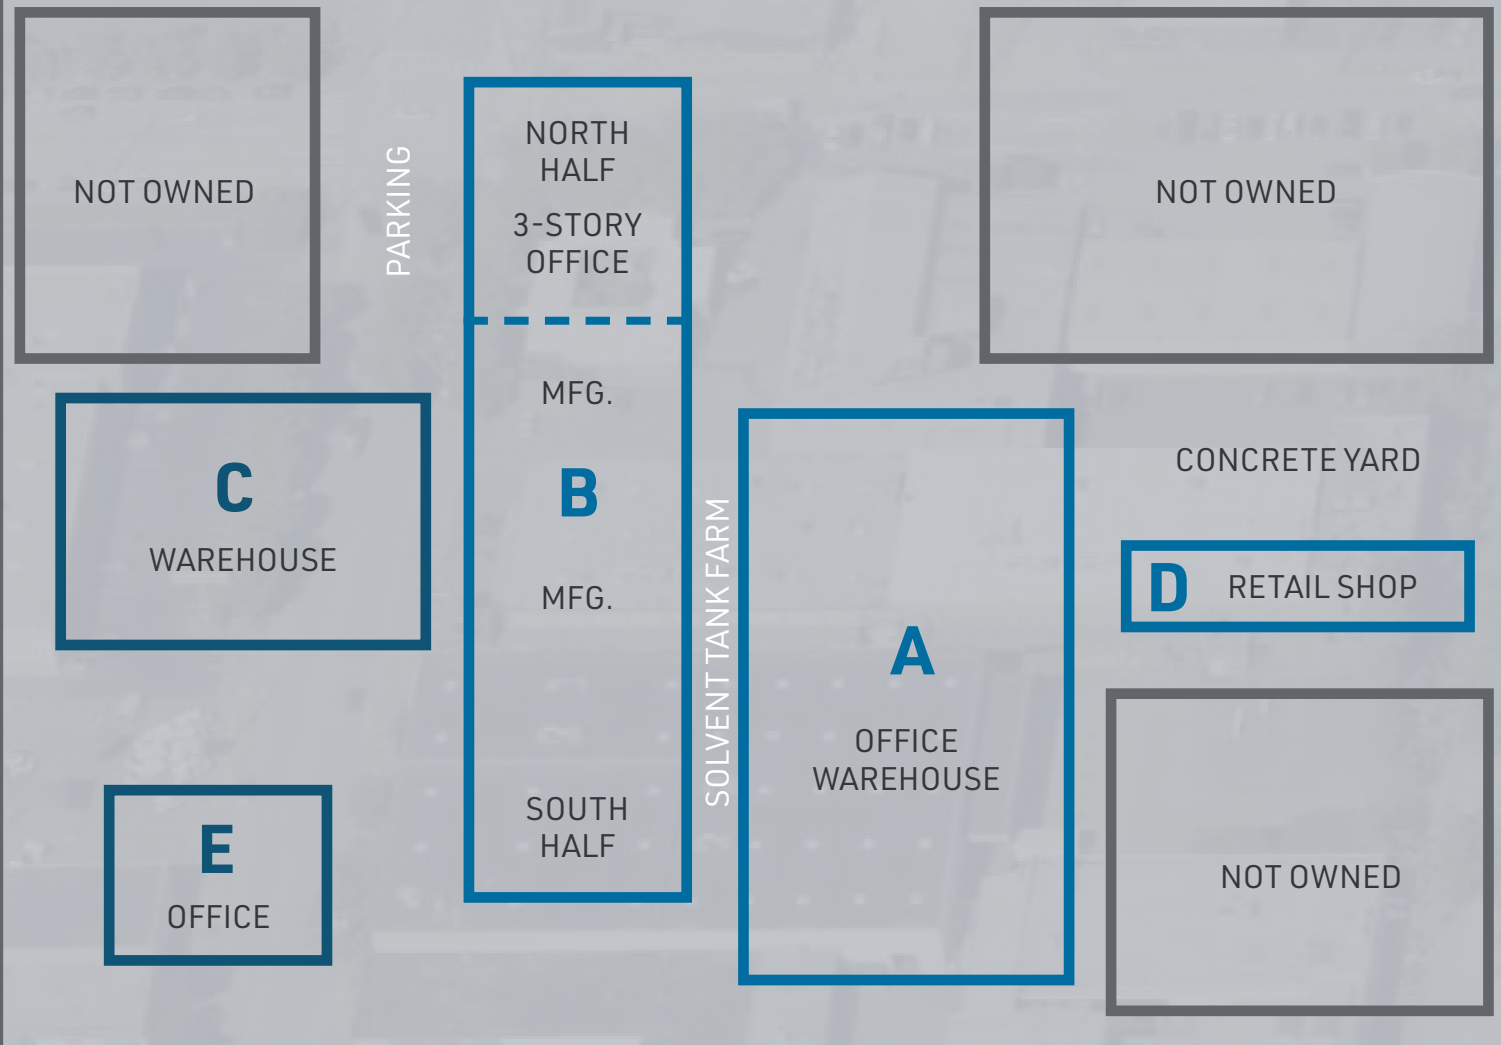 NOT OWNED
PARKING
NORTH
HALF
3-STORY
OFFICE
NOT OWNED
MFG.
C
WAREHOUSE
B
MFG.
SOUTH
HALF
SOLVENT TANK FARM
A
OFFICE
WAREHOUSE
CONCRETE YARD
D RETAIL SHOP
E
OFFICE
NOT OWNED